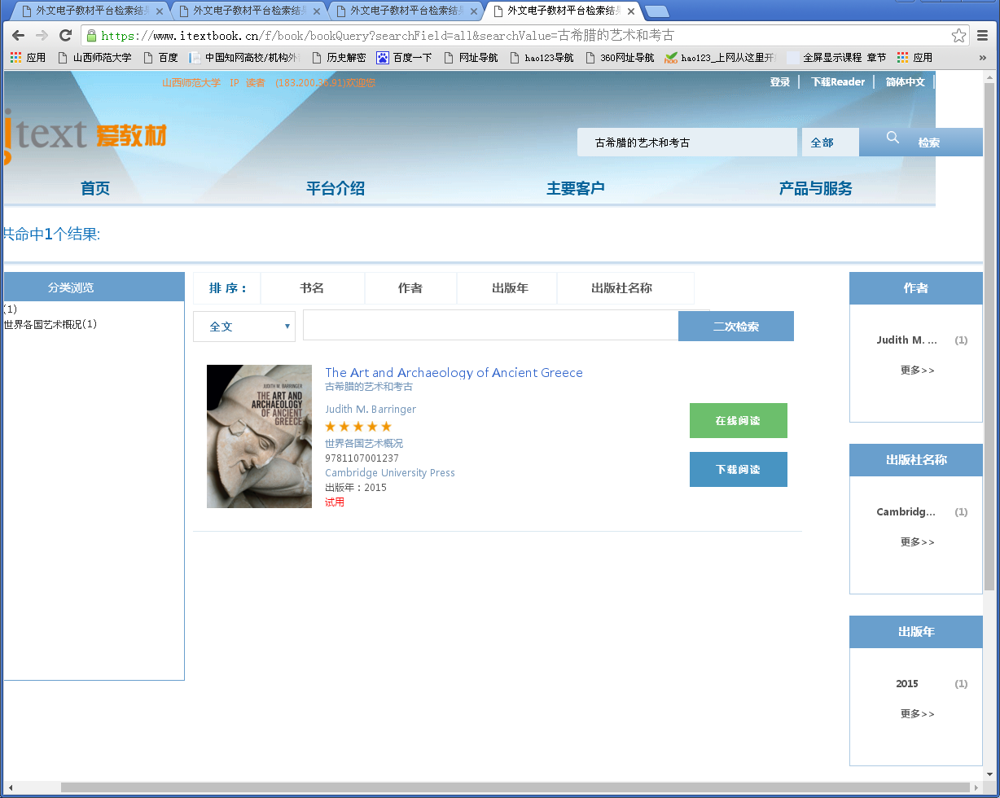 外文电子教材平台检索结果 外文电子教材平台检索结果 外文电子教材平台检索结果 外文电子教材平台检索结果
https://www.itextbook.cn/f/book/bookQuery?searchField=all&searchValue=古希腊的艺术和考古
应用 山西师范大学 百度 中国知网高校/机构外 历史解密 百度一下 网址导航 hao123导航 360网址导航 hao123_上网从这里开 全屏显示课程 章节 应用 »
山西师范大学 IP 读者 (183.200.36.91)欢迎您
登录 下载Reader 简体中文
itext 爱教材
古希腊的艺术和考古 全部 检索
首页 平台介绍 主要客户 产品与服务
共命中1个结果:
分类浏览
(1)
世界各国艺术概况(1)
排 序： 书名 作者 出版年 出版社名称
全文 二次检索
JUDITH M. BARRINGER
THE ART AND
ARCHAEOLOGY
OF ANCIENT
GREECE
The Art and Archaeology of Ancient Greece
古希腊的艺术和考古
Judith M. Barringer
世界各国艺术概况
9781107001237
Cambridge University Press
出版年：2015
试用
在线阅读
下载阅读
作者
Judith M. ... (1)
更多>>
出版社名称
Cambridg... (1)
更多>>
出版年
2015 (1)
更多>>